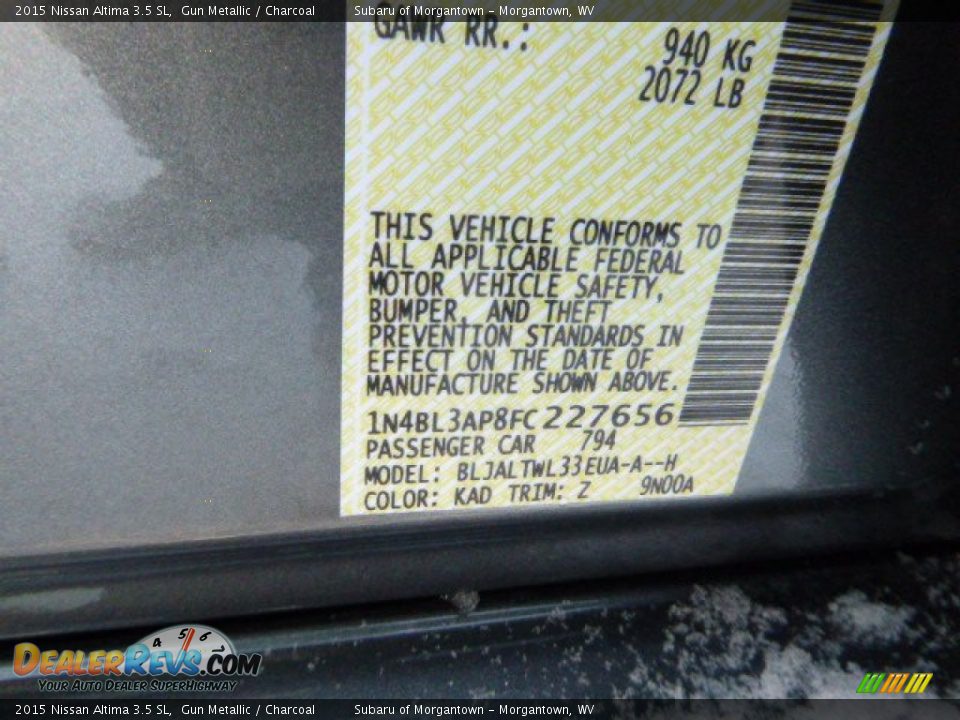 2015 Nissan Altima 3.5 SL, Gun Metallic / Charcoal Subaru of Morgantown - Morgantown, WV
GAWR RR.:
940 KG
2072 LB
THIS VEHICLE CONFORMS TO
ALL APPLICABLE FEDERAL
MOTOR VEHICLE SAFETY,
BUMPER, AND THEFT
PREVENTION STANDARDS IN
EFFECT ON THE DATE OF
MANUFACTURE SHOWN ABOVE.
1N4BL3AP8FC227656
PASSENGER CAR 794
MODEL: BLJALTWL33EUA-A--H
COLOR: KAD TRIM: Z 9N00A
4 5 6
DEALERREVS.COM
YOUR AUTO DEALER SUPERHIGHWAY
2015 Nissan Altima 3.5 SL, Gun Metallic / Charcoal Subaru of Morgantown - Morgantown, WV